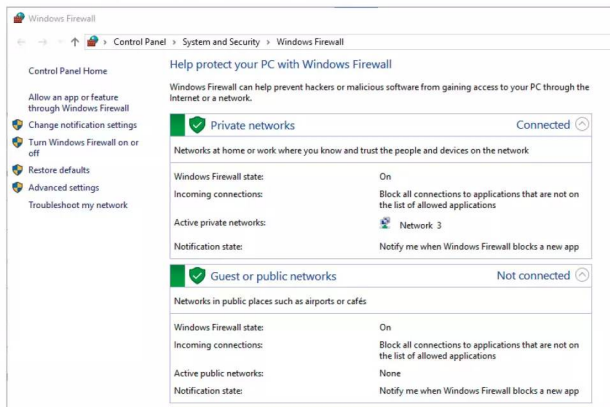 Windows Firewall
Control Panel > System and Security > Windows Firewall
Control Panel Home
Allow an app or feature
through Windows Firewall
Change notification settings
Turn Windows Firewall on or
off
Restore defaults
Advanced settings
Troubleshoot my network
Help protect your PC with Windows Firewall
Windows Firewall can help prevent hackers or malicious software from gaining access to your PC through the
Internet or a network.
Private networks Connected
Networks at home or work where you know and trust the people and devices on the network
Windows Firewall state: On
Incoming connections: Block all connections to applications that are not on
the list of allowed applications
Active private networks: Network 3
Notification state: Notify me when Windows Firewall blocks a new app
Guest or public networks Not connected
Networks in public places such as airports or cafés
Windows Firewall state: On
Incoming connections: Block all connections to applications that are not on
the list of allowed applications
Active public networks: None
Notification state: Notify me when Windows Firewall blocks a new app